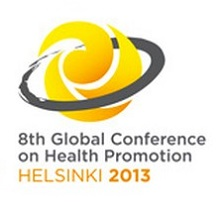 8th Global Conference
on Health Promotion
HELSINKI 2013